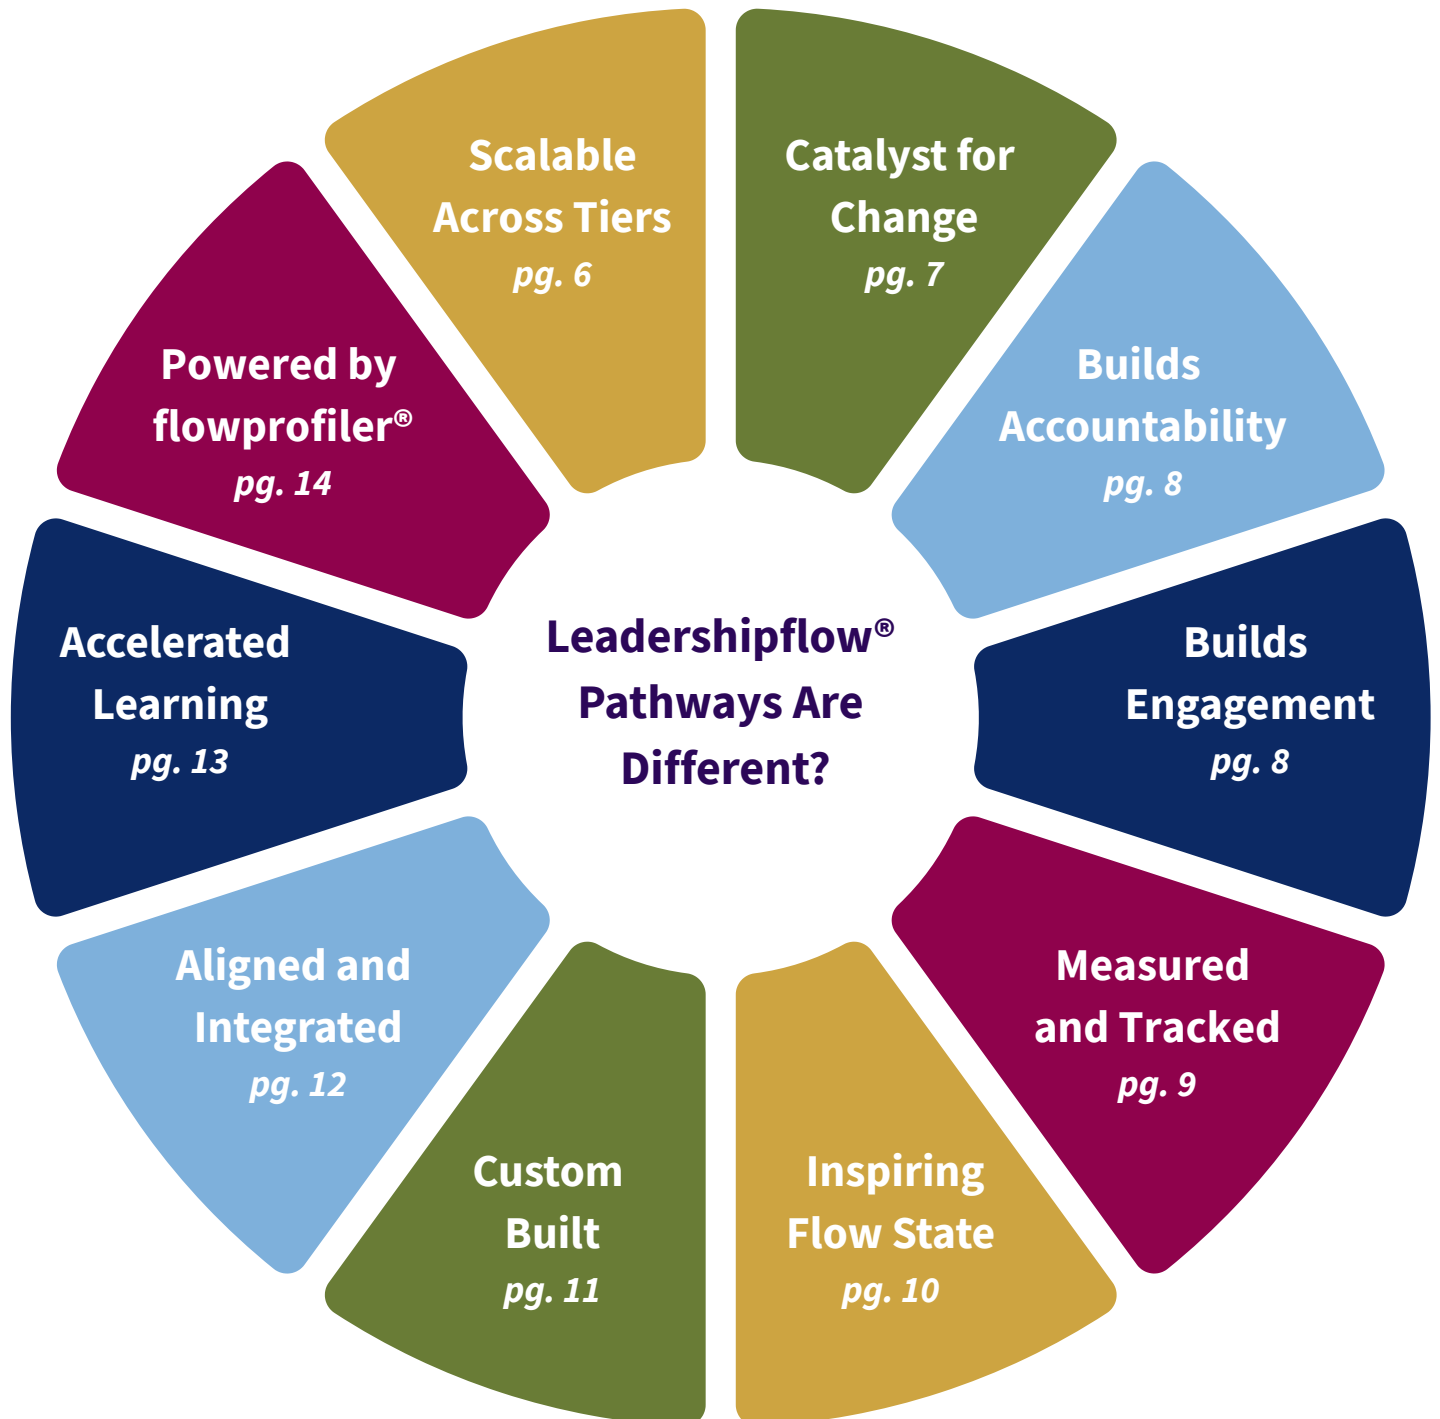 Scalable
Across Tiers
pg. 6
Catalyst for
Change
pg. 7
Builds
Accountability
pg. 8
Builds
Engagement
pg. 8
Measured
and Tracked
pg. 9
Inspiring
Flow State
pg. 10
Custom
Built
pg. 11
Aligned and
Integrated
pg. 12
Accelerated
Learning
pg. 13
Powered by
flowprofiler®
pg. 14
Leadershipflow®
Pathways Are
Different?